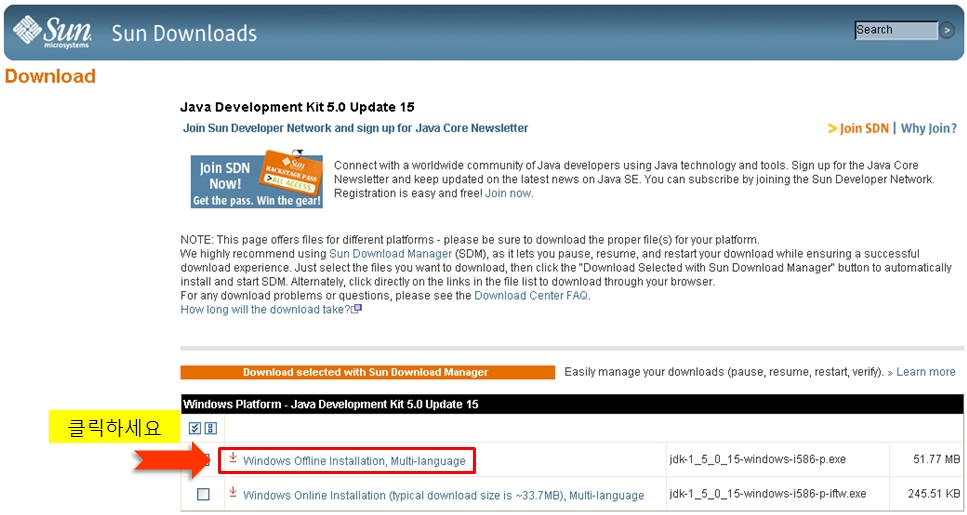 Sun
microsystems
Sun Downloads
Search
>
Download
Java Development Kit 5.0 Update 15
Join Sun Developer Network and sign up for Java Core Newsletter
> Join SDN | Why Join?
Join SDN
Now!
Get the pass. Win the gear!
Sun
BACKSTAGE PASS
>ALL ACCESS
Connect with a worldwide community of Java developers using Java technology and tools. Sign up for the Java Core
Newsletter and keep updated on the latest news on Java SE. You can subscribe by joining the Sun Developer Network.
Registration is easy and free! Join now.
NOTE: This page offers files for different platforms - please be sure to download the proper file(s) for your platform.
We highly recommend using Sun Download Manager (SDM), as it lets you pause, resume, and restart your download while ensuring a successful
download experience. Just select the files you want to download, then click the "Download Selected with Sun Download Manager" button to automatically
install and start SDM. Alternately, click directly on the links in the file list to download through your browser.
For any download problems or questions, please see the Download Center FAQ.
How long will the download take?
Download selected with Sun Download Manager
Easily manage your downloads (pause, resume, restart, verify). » Learn more
Windows Platform - Java Development Kit 5.0 Update 15
클릭하세요
Windows Offline Installation, Multi-language jdk-1_5_0_15-windows-i586-p.exe 51.77 MB
Windows Online Installation (typical download size is ~33.7MB), Multi-language jdk-1_5_0_15-windows-i586-p-iftw.exe 245.51 KB